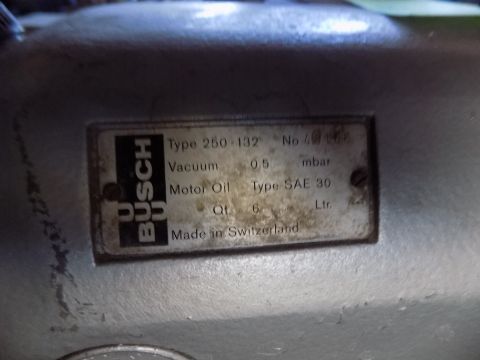 BUSCH
Type 250-132 No
Vacuum 0,5 mbar
Motor Oil Type SAE 30
Qt. 6 Ltr.
Made in Switzerland